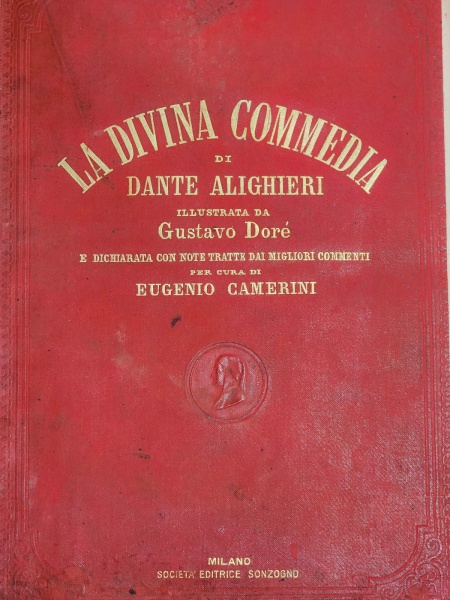 LA DIVINA COMMEDIA
DI
DANTE ALIGHIERI
ILLUSTRATA DA
Gustavo Doré
E DICHIARATA CON NOTE TRATTE DAI MIGLIORI COMMENTI
PER CURA DI
EUGENIO CAMERINI
MILANO
SOCIETA' EDITRICE SONZOGNO